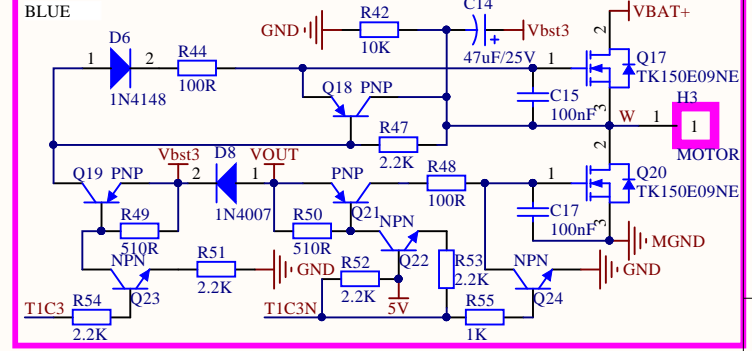 BLUE
R42
10K
GND
C14
47uF/25V
Vbst3
VBAT+
D6
1 2
1N4148
R44
100R
Q18 PNP
1
2
3
Q17
TK150E09NE
C15
100nF
R47
2.2K
W
1
H3
1
MOTOR
Q19 PNP
Vbst3
D8
2 1
1N4007
VOUT
PNP
Q21
R48
100R
1
2
3
Q20
TK150E09NE
C17
100nF
MGND
R49
510R
R50
510R
NPN
Q22
NPN
Q23
R51
2.2K
GND
R52
2.2K
5V
R53
2.2K
NPN
Q24
GND
T1C3
R54
2.2K
T1C3N
R55
1K